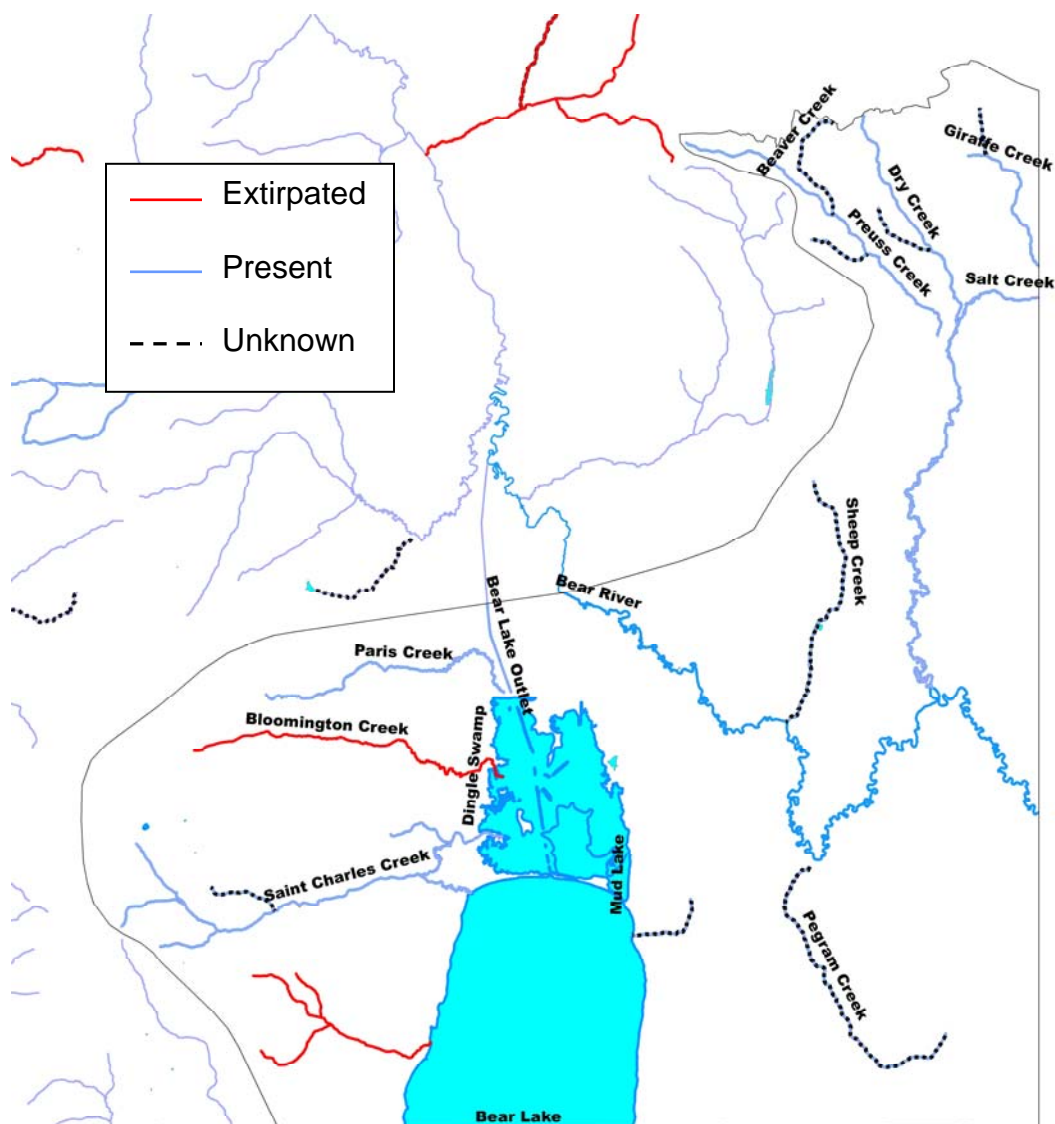 Extirpated
Present
Unknown
Beaver Creek
Giraffe Creek
Dry Creek
Preuss Creek
Salt Creek
Sheep Creek
Bear River
Bear Lake Outlet
Paris Creek
Bloomington Creek
Dingle Swamp
Saint Charles Creek
Mud Lake
Pegram Creek
Bear Lake